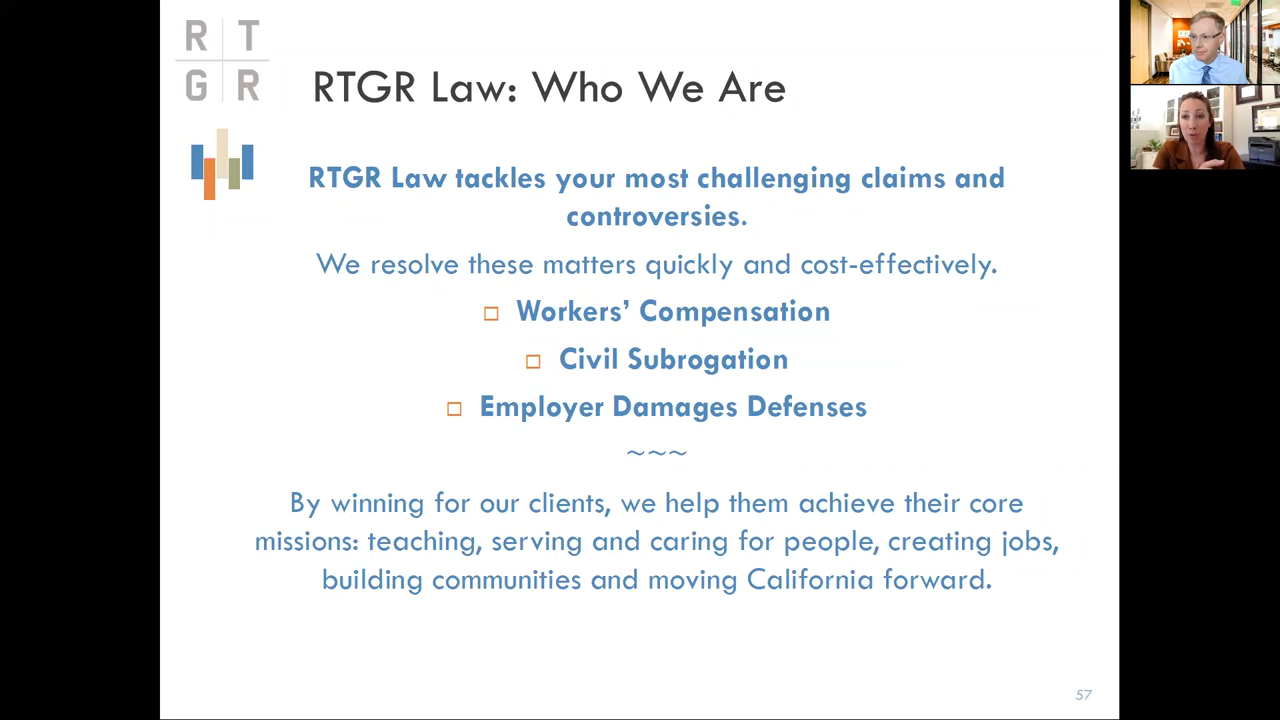 R T
G R
RTGR Law: Who We Are
RTGR Law tackles your most challenging claims and
controversies.
We resolve these matters quickly and cost-effectively.
Workers’ Compensation
Civil Subrogation
Employer Damages Defenses
~~~
By winning for our clients, we help them achieve their core
missions: teaching, serving and caring for people, creating jobs,
building communities and moving California forward.
57